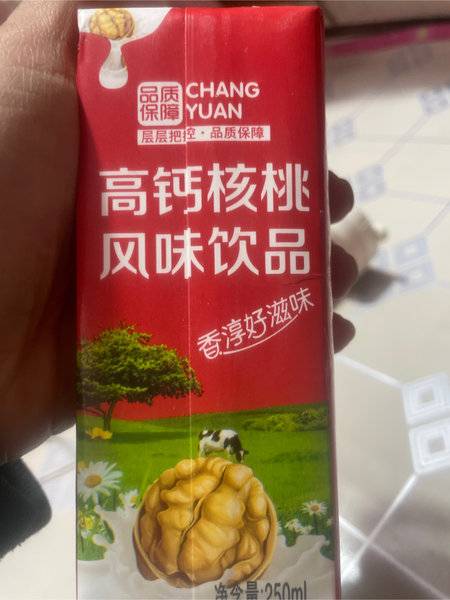 品质
保障
CHANG
YUAN
层层把控·品质保障
高钙核桃
风味饮品
香淳好滋味
净含量:250ml